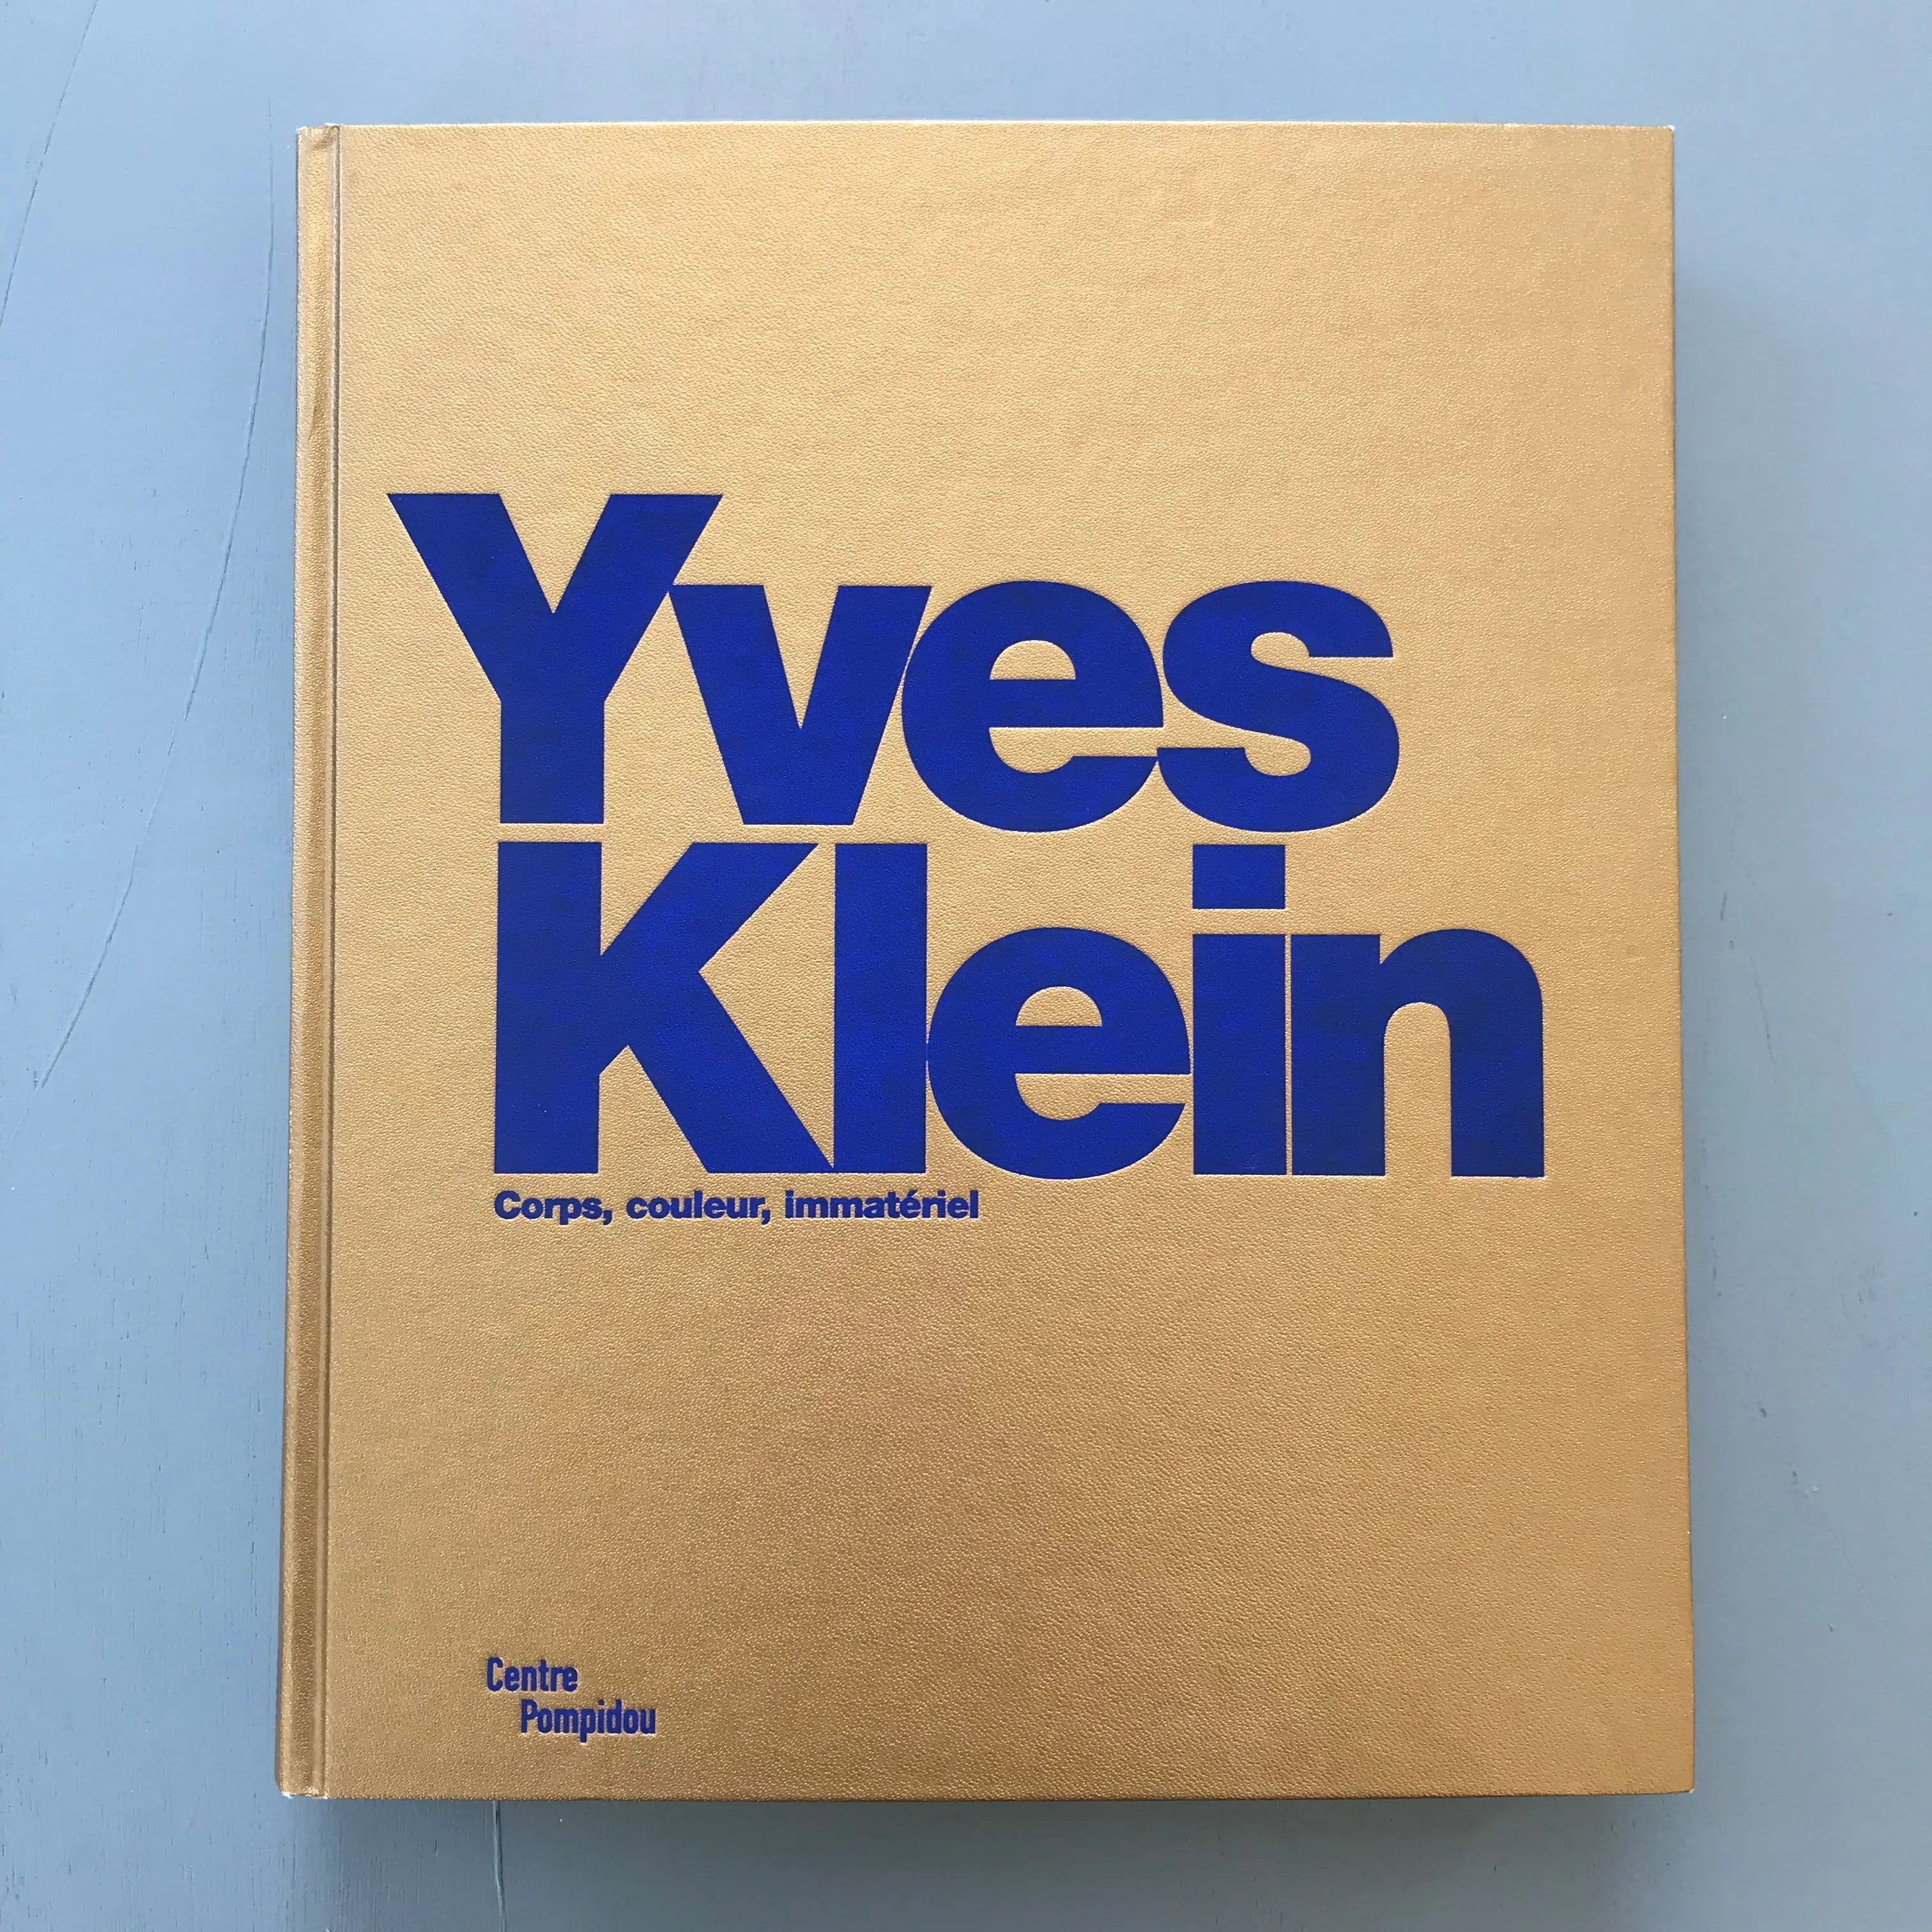 Yves
Klein
Corps, couleur, immatériel
Centre
Pompidou